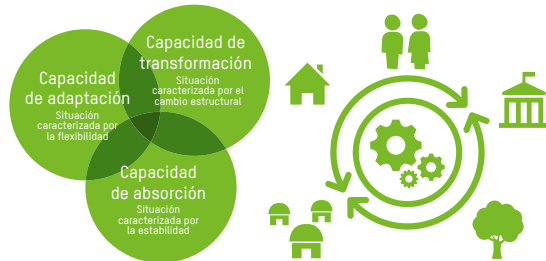 Capacidad de
transformación
Situación
caracterizada por el
cambio estructural
Capacidad
de adaptación
Situación
caracterizada por
la flexibilidad
Capacidad
de absorción
Situación
caracterizada por
la estabilidad